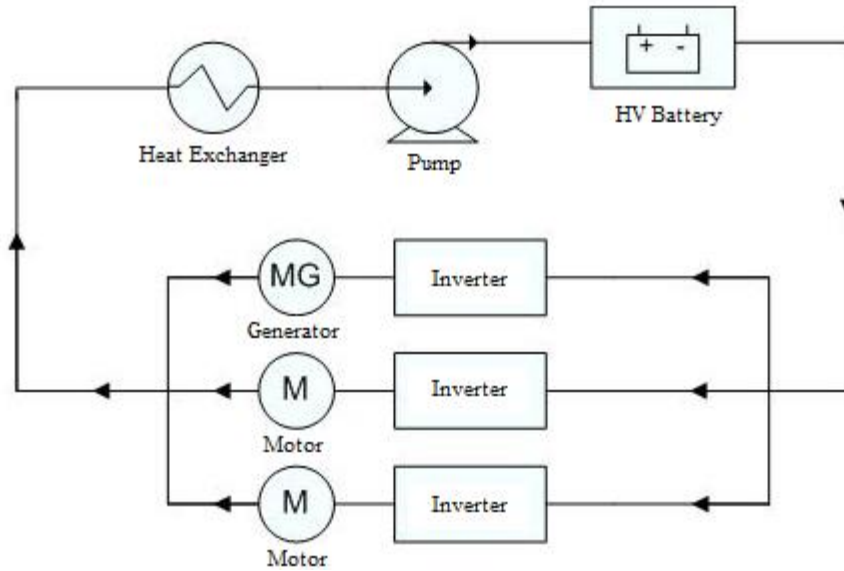 + -
HV Battery
Heat Exchanger
Pump
MG
Inverter
Generator
M
Inverter
Motor
M
Inverter
Motor